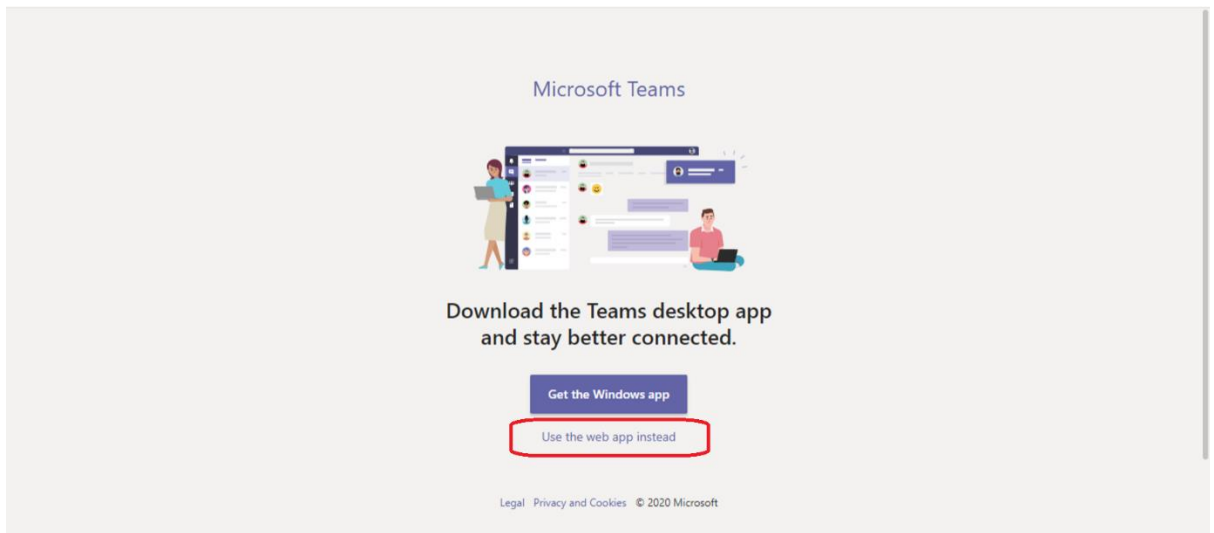 Microsoft Teams
Download the Teams desktop app
and stay better connected.
Get the Windows app
Use the web app instead
Legal Privacy and Cookies © 2020 Microsoft